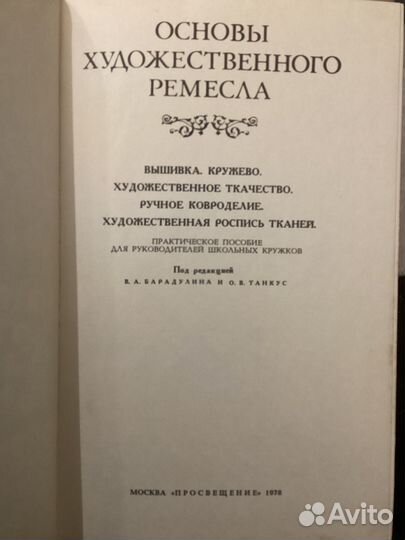 ОСНОВЫ
ХУДОЖЕСТВЕННОГО
РЕМЕСЛА
ВЫШИВКА. КРУЖЕВО.
ХУДОЖЕСТВЕННОЕ ТКАЧЕСТВО.
РУЧНОЕ КОВРОДЕЛИЕ.
ХУДОЖЕСТВЕННАЯ РОСПИСЬ ТКАНЕЙ.
ПРАКТИЧЕСКОЕ ПОСОБИЕ
ДЛЯ РУКОВОДИТЕЛЕЙ ШКОЛЬНЫХ КРУЖКОВ
Под редакцией
В. А. БАРАДУЛИНА И О. В. ТАНКУС
МОСКВА «ПРОСВЕЩЕНИЕ» 1978
Avito